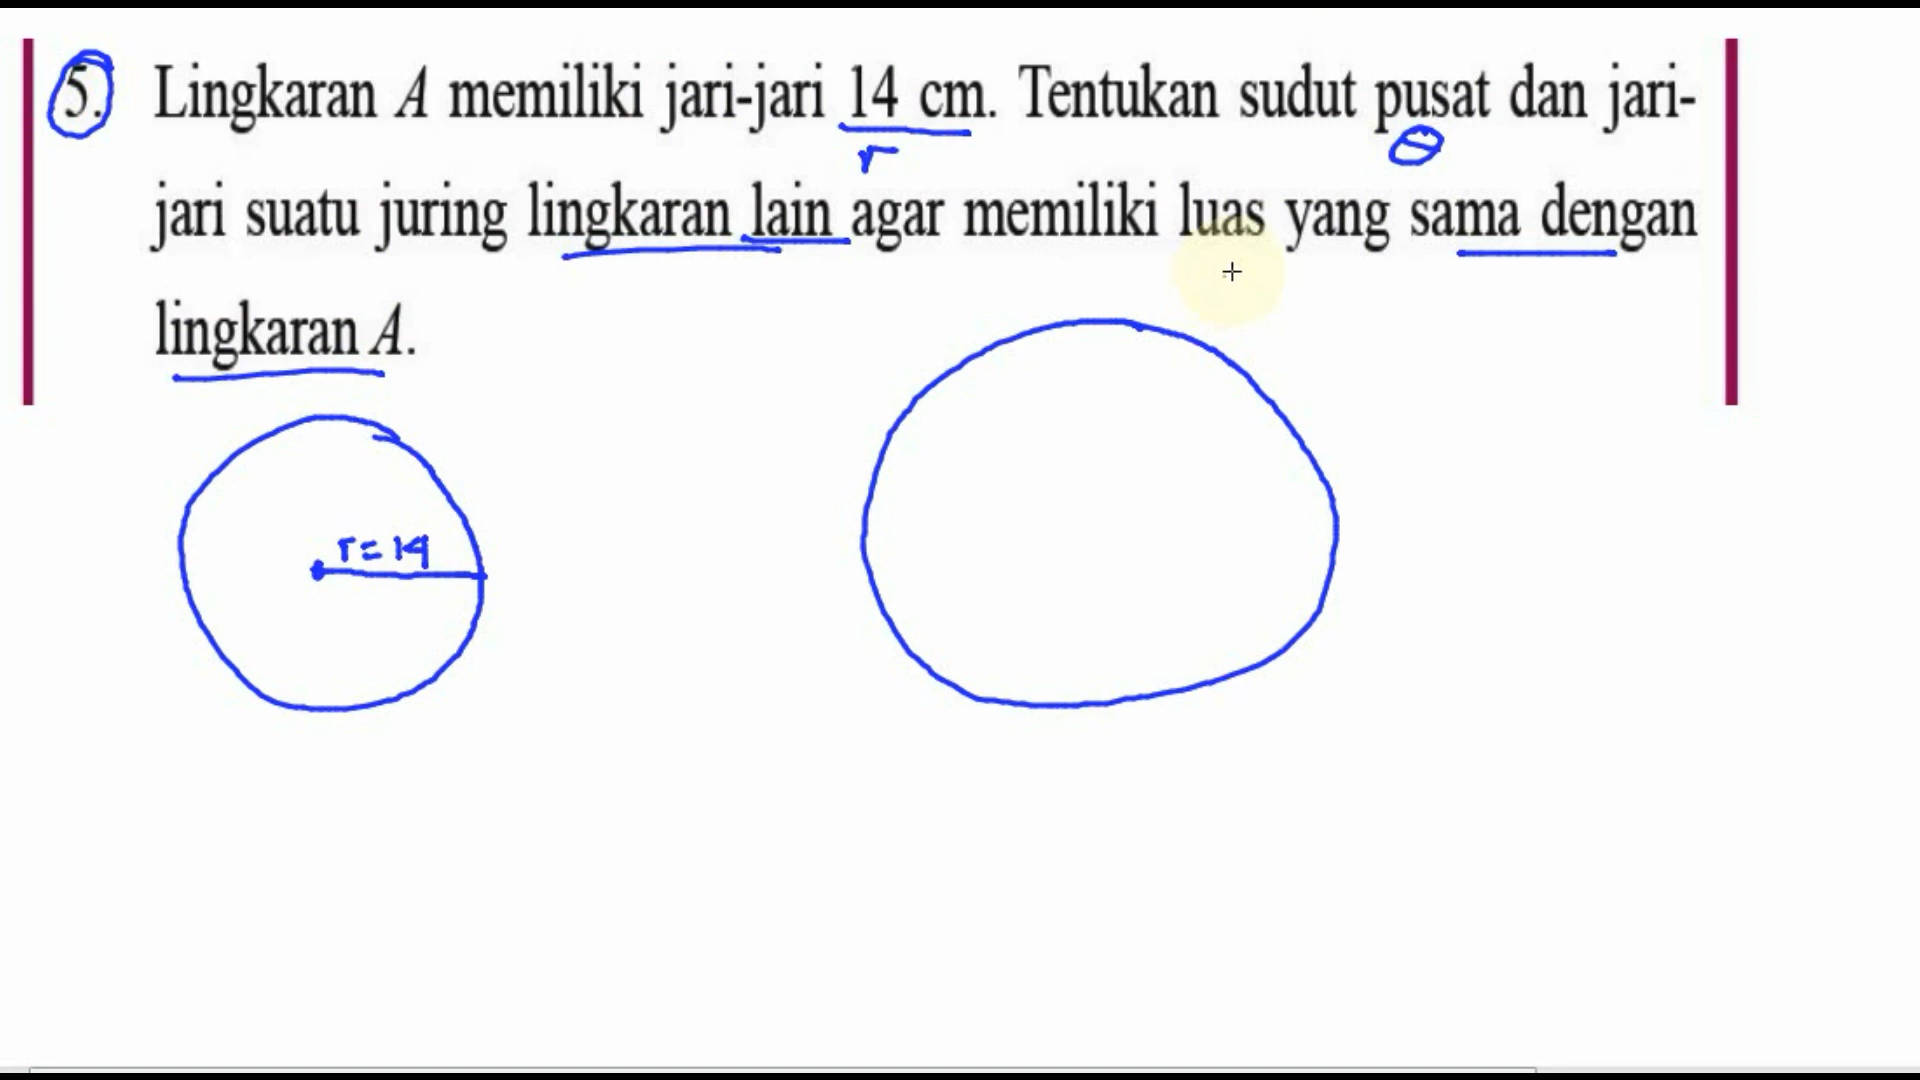 5. Lingkaran A memiliki jari-jari 14 cm. Tentukan sudut pusat dan jari-
r θ
jari suatu juring lingkaran lain agar memiliki luas yang sama dengan
lingkaran A.
r = 14